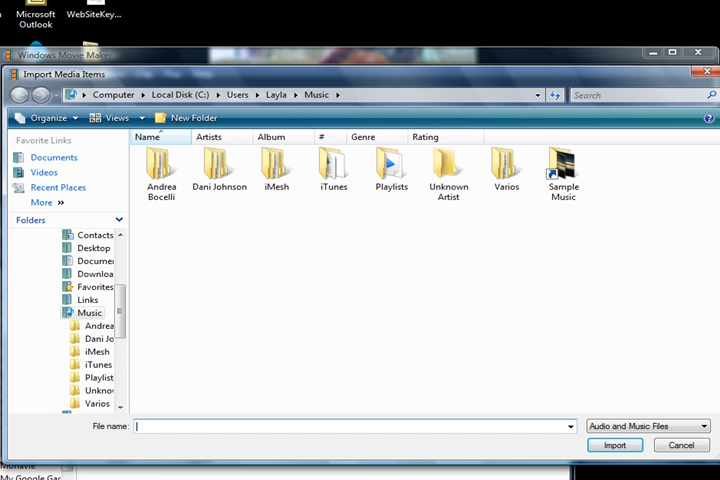 Microsoft
Outlook
WebSiteKey...
Windows Movie Maker
Import Media Items
Computer
Local Disk (C:)
Users
Layla
Music
Search
Organize
Views
New Folder
Favorite Links
Documents
Videos
Recent Places
More »
Folders
Contacts
Desktop
Documen
Downloa
Favorites
Links
Music
Andrea
Dani Jo
iMesh
iTunes
Playlist
Unkno
Varios
Name
Artists
Album
#
Genre
Rating
Andrea
Bocelli
Dani Johnson
iMesh
iTunes
Playlists
Unknown
Artist
Varios
Sample
Music
File name:
Audio and Music Files
Import
Cancel
My Google Gad